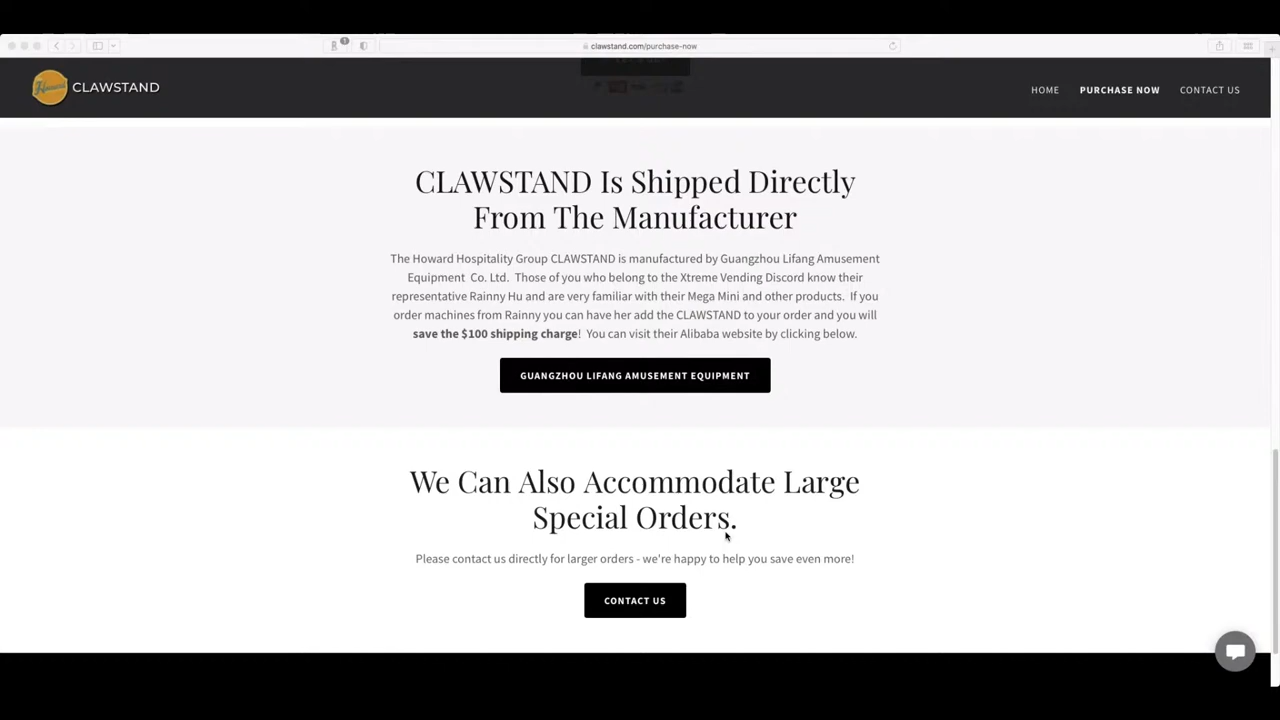 clawstand.com/purchase-now
CLAWSTAND
HOME
PURCHASE NOW
CONTACT US
CLAWSTAND Is Shipped Directly
From The Manufacturer
The Howard Hospitality Group CLAWSTAND is manufactured by Guangzhou Lifang Amusement
Equipment Co. Ltd. Those of you who belong to the Xtreme Vending Discord know their
representative Rainny Hu and are very familiar with their Mega Mini and other products. If you
order machines from Rainny you can have her add the CLAWSTAND to your order and you will
save the $100 shipping charge! You can visit their Alibaba website by clicking below.
GUANGZHOU LIFANG AMUSEMENT EQUIPMENT
We Can Also Accommodate Large
Special Orders.
Please contact us directly for larger orders - we're happy to help you save even more!
CONTACT US